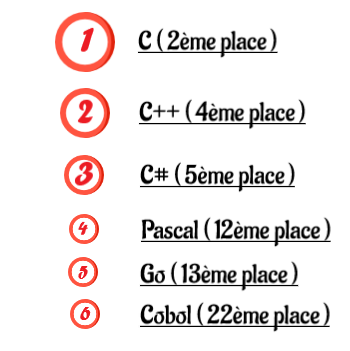 1 C ( 2ème place )
2 C++ ( 4ème place )
3 C# ( 5ème place )
4 Pascal ( 12ème place )
5 Go ( 13ème place )
6 Cobol ( 22ème place )